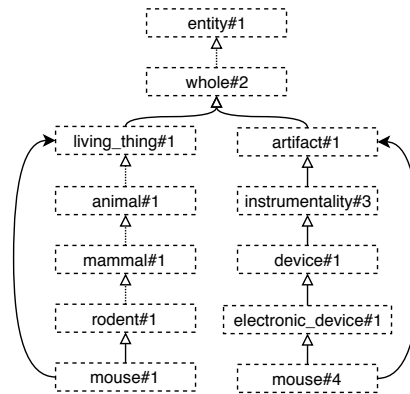 entity#1
whole#2
living_thing#1
artifact#1
animal#1
instrumentality#3
mammal#1
device#1
rodent#1
electronic_device#1
mouse#1
mouse#4